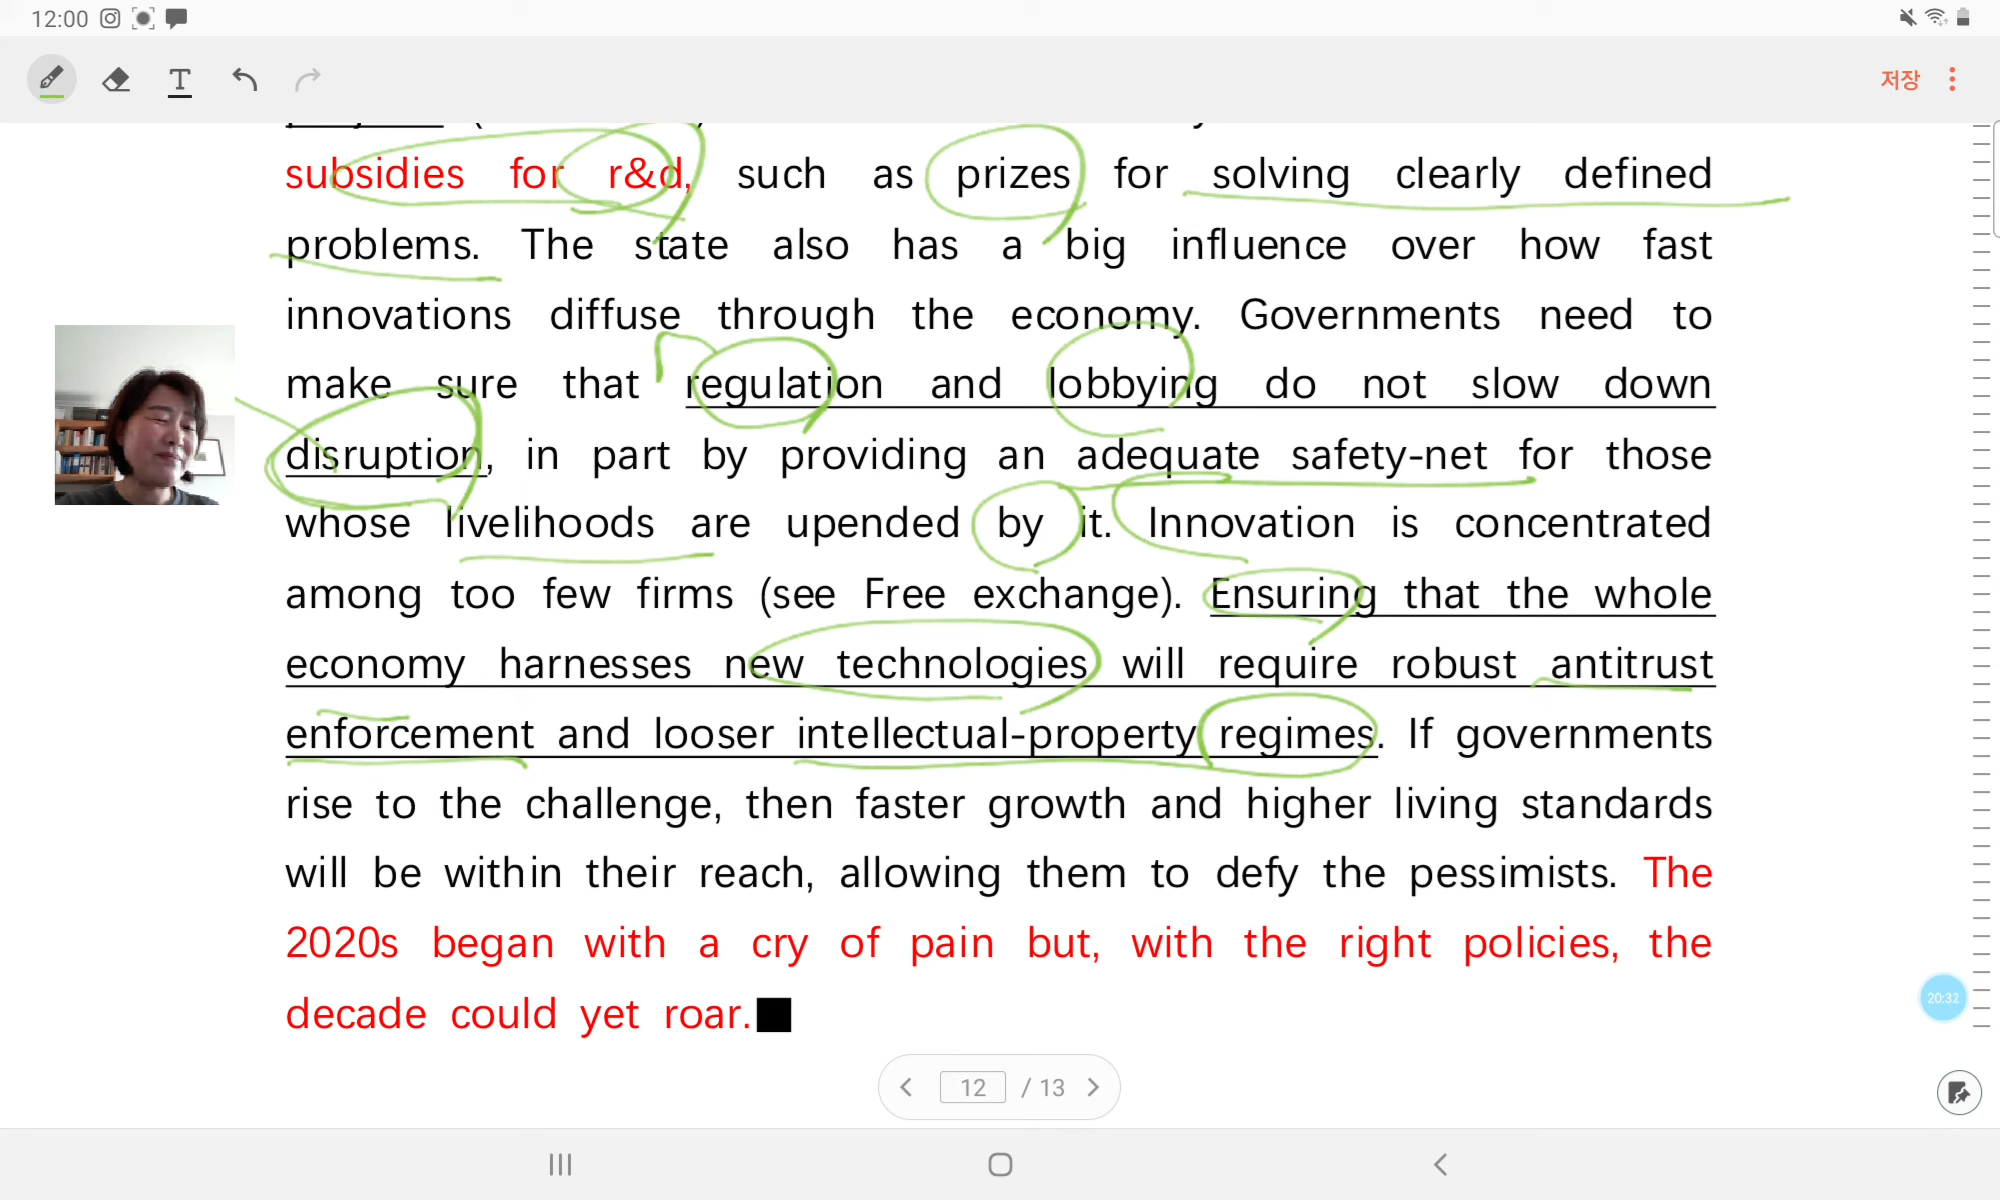 12:00
저장
subsidies for r&d, such as prizes for solving clearly defined
problems. The state also has a big influence over how fast
innovations diffuse through the economy. Governments need to
make sure that regulation and lobbying do not slow down
disruption, in part by providing an adequate safety-net for those
whose livelihoods are upended by it. Innovation is concentrated
among too few firms (see Free exchange). Ensuring that the whole
economy harnesses new technologies will require robust antitrust
enforcement and looser intellectual-property regimes. If governments
rise to the challenge, then faster growth and higher living standards
will be within their reach, allowing them to defy the pessimists. The
2020s began with a cry of pain but, with the right policies, the
decade could yet roar.
20:32
12 / 13